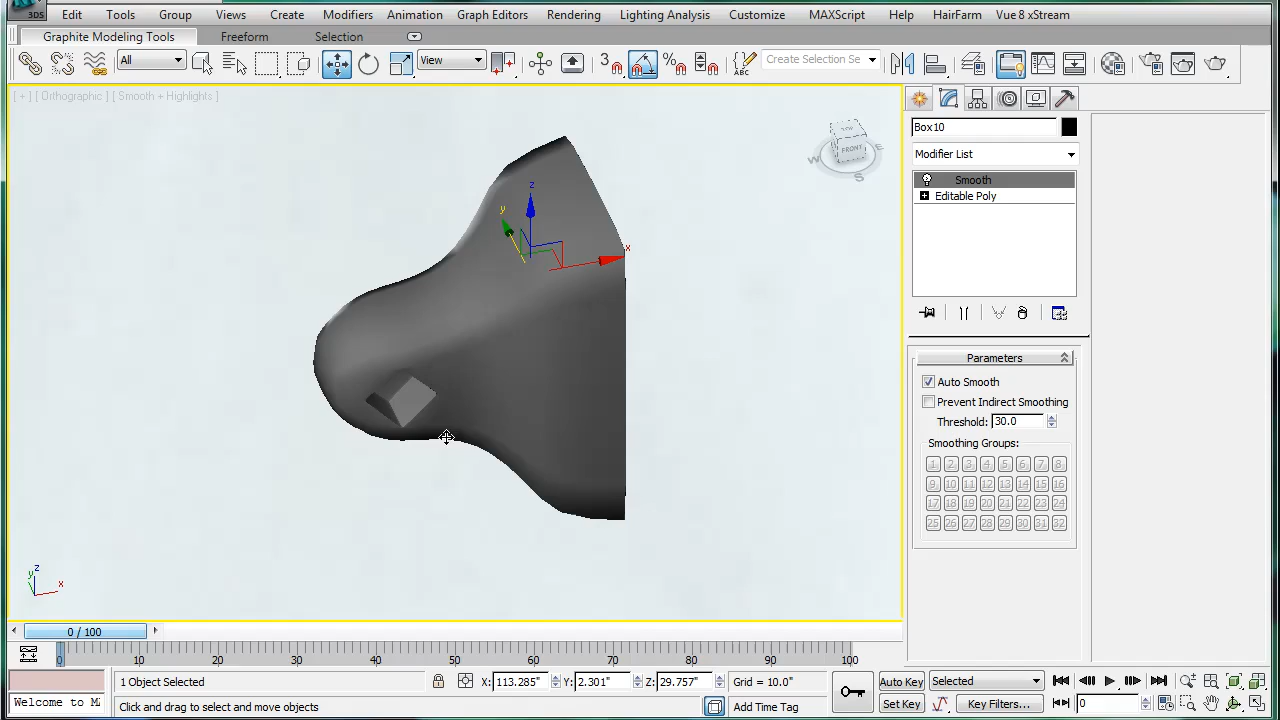 3DS Edit Tools Group Views Create Modifiers Animation Graph Editors Rendering Lighting Analysis Customize MAXScript Help HairFarm Vue 8 xStream
Graphite Modeling Tools Freeform Selection
All View 3 % ABC Create Selection Se
[ + ] [ Orthographic ] [ Smooth + Highlights ]
TOP
FRONT
W E
S
z
y
x
z
y
x
Box10
Modifier List
Smooth
Editable Poly
Parameters
Auto Smooth
Prevent Indirect Smoothing
Threshold: 30.0
Smoothing Groups:
1 2 3 4 5 6 7 8
9 10 11 12 13 14 15 16
17 18 19 20 21 22 23 24
25 26 27 28 29 30 31 32
0 / 100
0 10 20 30 40 50 60 70 80 90 100
1 Object Selected X: 113.285" Y: 2.301" Z: 29.757" Grid = 10.0" Auto Key Selected
Welcome to M Click and drag to select and move objects Add Time Tag Set Key Key Filters... 0